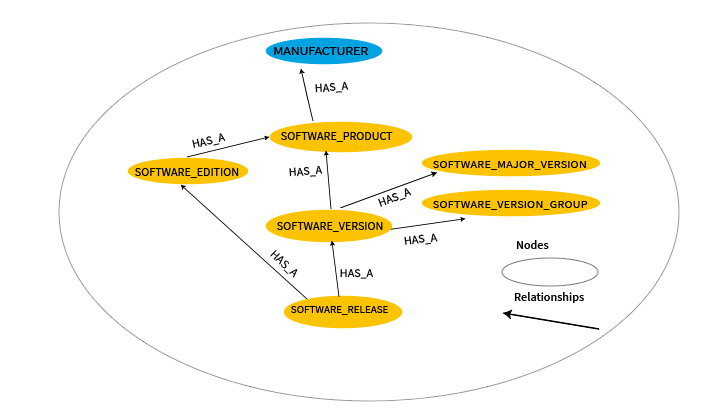 MANUFACTURER
HAS_A
SOFTWARE_PRODUCT
HAS_A
SOFTWARE_EDITION
HAS_A
SOFTWARE_MAJOR_VERSION
HAS_A
SOFTWARE_VERSION_GROUP
SOFTWARE_VERSION
HAS_A
Nodes
HAS_A
HAS_A
Relationships
SOFTWARE_RELEASE